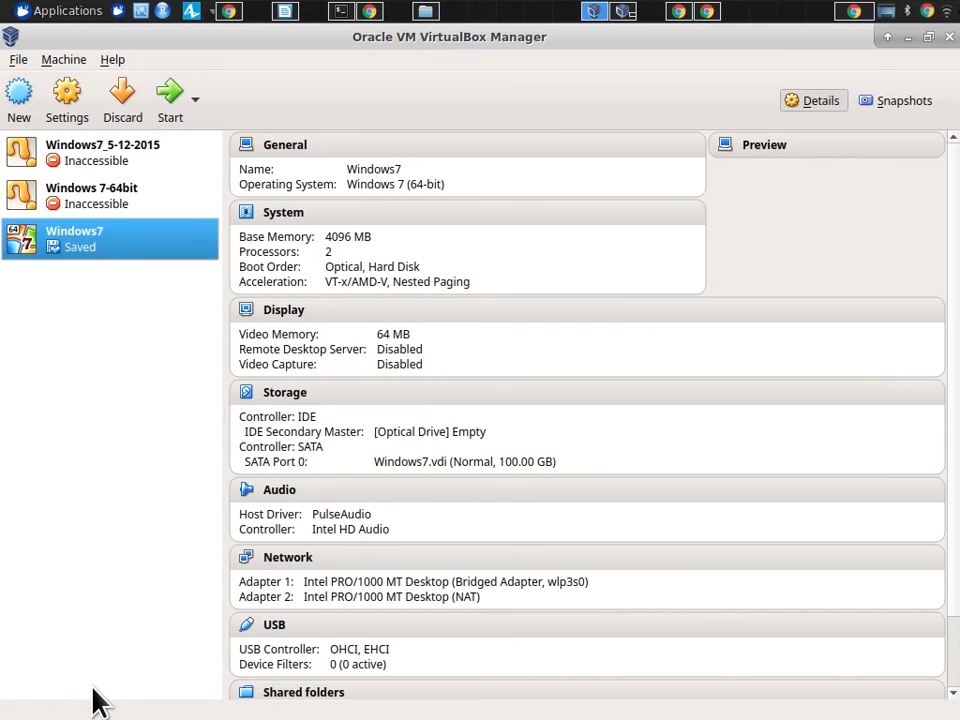 Applications
Oracle VM VirtualBox Manager
File Machine Help
New Settings Discard Start
Details Snapshots
Windows7_5-12-2015
Inaccessible
Windows 7-64bit
Inaccessible
64
7
Windows7
Saved
General
Name: Windows7
Operating System: Windows 7 (64-bit)
Preview
System
Base Memory: 4096 MB
Processors: 2
Boot Order: Optical, Hard Disk
Acceleration: VT-x/AMD-V, Nested Paging
Display
Video Memory: 64 MB
Remote Desktop Server: Disabled
Video Capture: Disabled
Storage
Controller: IDE
IDE Secondary Master: [Optical Drive] Empty
Controller: SATA
SATA Port 0: Windows7.vdi (Normal, 100.00 GB)
Audio
Host Driver: PulseAudio
Controller: Intel HD Audio
Network
Adapter 1: Intel PRO/1000 MT Desktop (Bridged Adapter, wlp3s0)
Adapter 2: Intel PRO/1000 MT Desktop (NAT)
USB
USB Controller: OHCI, EHCI
Device Filters: 0 (0 active)
Shared folders